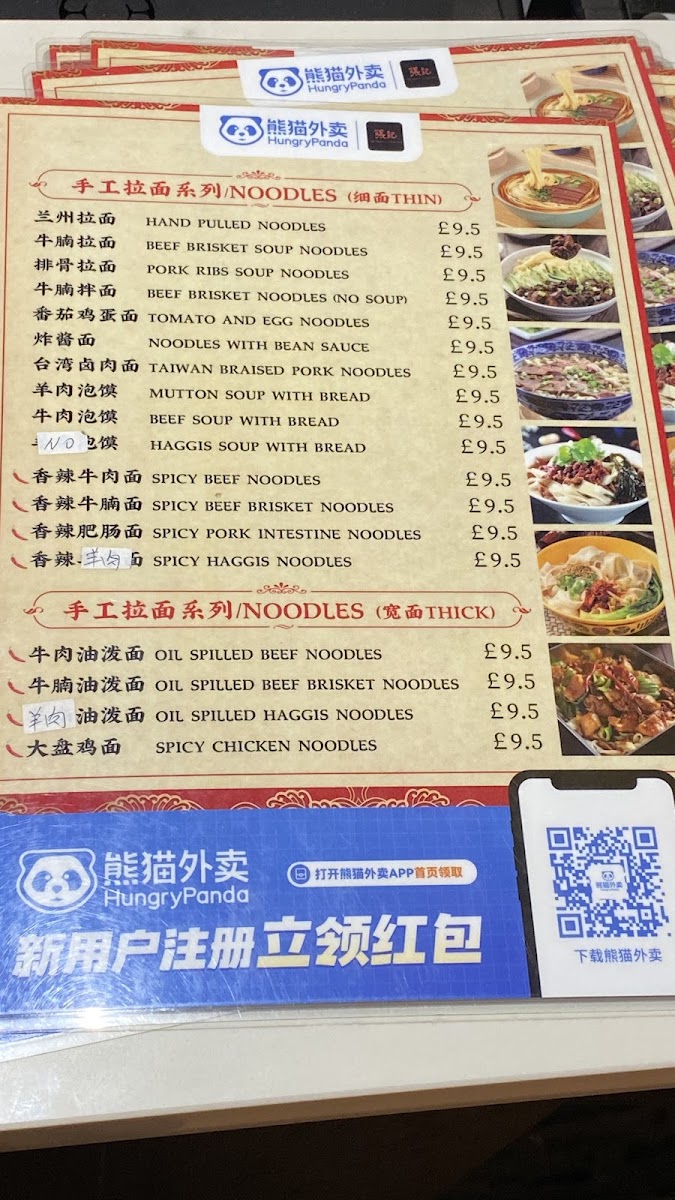 熊猫外卖
HungryPanda
張記
熊猫外卖
HungryPanda
張記
手工拉面系列/NOODLES (细面THIN)
兰州拉面 HAND PULLED NOODLES £9.5
牛腩拉面 BEEF BRISKET SOUP NOODLES £9.5
排骨拉面 PORK RIBS SOUP NOODLES £9.5
牛腩拌面 BEEF BRISKET NOODLES (NO SOUP) £9.5
番茄鸡蛋面 TOMATO AND EGG NOODLES £9.5
炸酱面 NOODLES WITH BEAN SAUCE £9.5
台湾卤肉面 TAIWAN BRAISED PORK NOODLES £9.5
羊肉泡馍 MUTTON SOUP WITH BREAD £9.5
牛肉泡馍 BEEF SOUP WITH BREAD £9.5
NO 泡馍 HAGGIS SOUP WITH BREAD £9.5
香辣牛肉面 SPICY BEEF NOODLES £9.5
香辣牛腩面 SPICY BEEF BRISKET NOODLES £9.5
香辣肥肠面 SPICY PORK INTESTINE NOODLES £9.5
香辣羊肉面 SPICY HAGGIS NOODLES £9.5
手工拉面系列/NOODLES (宽面THICK)
牛肉油泼面 OIL SPILLED BEEF NOODLES £9.5
牛腩油泼面 OIL SPILLED BEEF BRISKET NOODLES £9.5
羊肉油泼面 OIL SPILLED HAGGIS NOODLES £9.5
大盘鸡面 SPICY CHICKEN NOODLES £9.5
熊猫外卖
HungryPanda
打开熊猫外卖APP首页领取
新用户注册立领红包
熊猫外卖
下载熊猫外卖